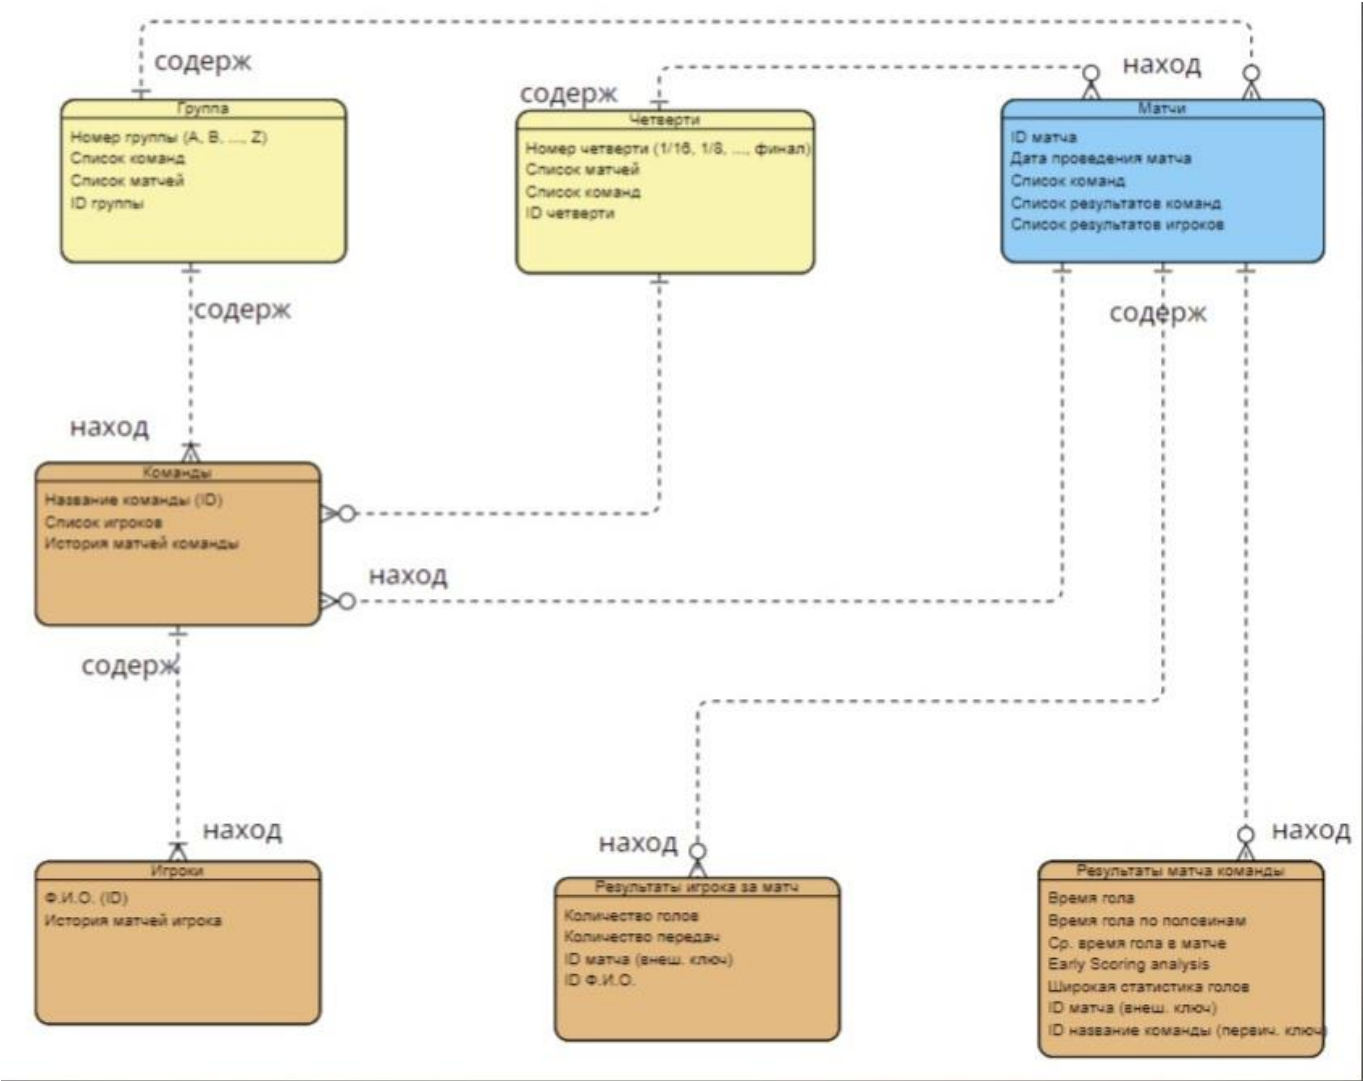 содерж
наход
содерж
Группа
Номер группы (A, B, ..., Z)
Список команд
Список матчей
ID группы
Четверти
Номер четверти (1/16, 1/8, ..., финал)
Список матчей
Список команд
ID четверти
Матчи
ID матча
Дата проведения матча
Список команд
Список результатов команд
Список результатов игроков
содерж
содерж
наход
Команды
Название команды (ID)
Список игроков
История матчей команды
наход
содерж
наход
наход
наход
Игроки
Ф.И.О. (ID)
История матчей игрока
Результаты игрока за матч
Количество голов
Количество передач
ID матча (внеш. ключ)
ID Ф.И.О.
Результаты матча команды
Время гола
Время гола по половинам
Ср. время гола в матче
Early Scoring analysis
Широкая статистика голов
ID матча (внеш. ключ)
ID название команды (первич. ключ)